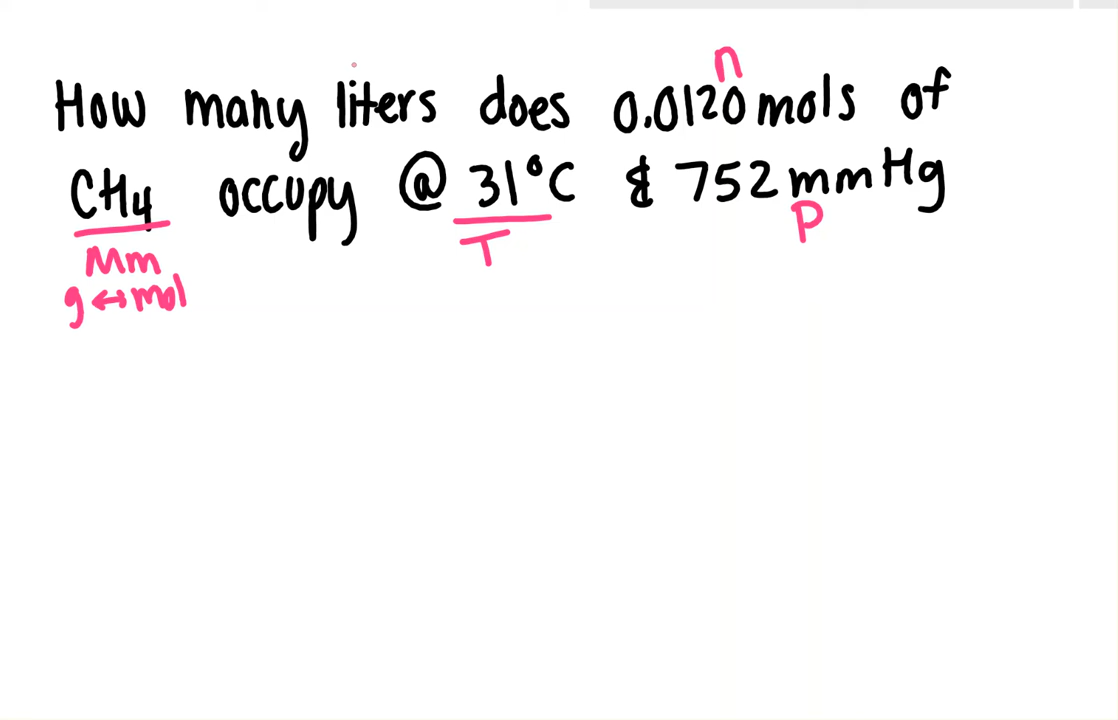 n
How many liters does 0.0120 mols of
CH4 occupy @ 31°C & 752 mmHg
Mm T P
g ↔ mol